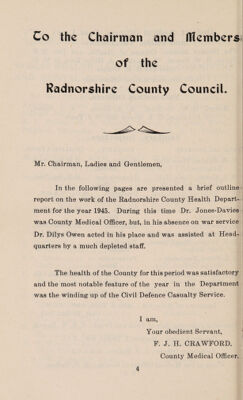 To the Chairman and Members
of the
Radnorshire County Council.
Mr. Chairman, Ladies and Gentlemen,
In the following pages are presented a brief outline
report on the work of the Radnorshire County Health Depart-
ment for the year 1945. During this time Dr. Jones-Davies
was County Medical Officer, but, in his absence on war service
Dr. Dilys Owen acted in his place and was assisted at Head-
quarters by a much depleted staff.
The health of the County for this period was satisfactory
and the most notable feature of the year in the Department
was the winding up of the Civil Defence Casualty Service.
I am,
Your obedient Servant,
F. J. H. CRAWFORD,
County Medical Officer.
4